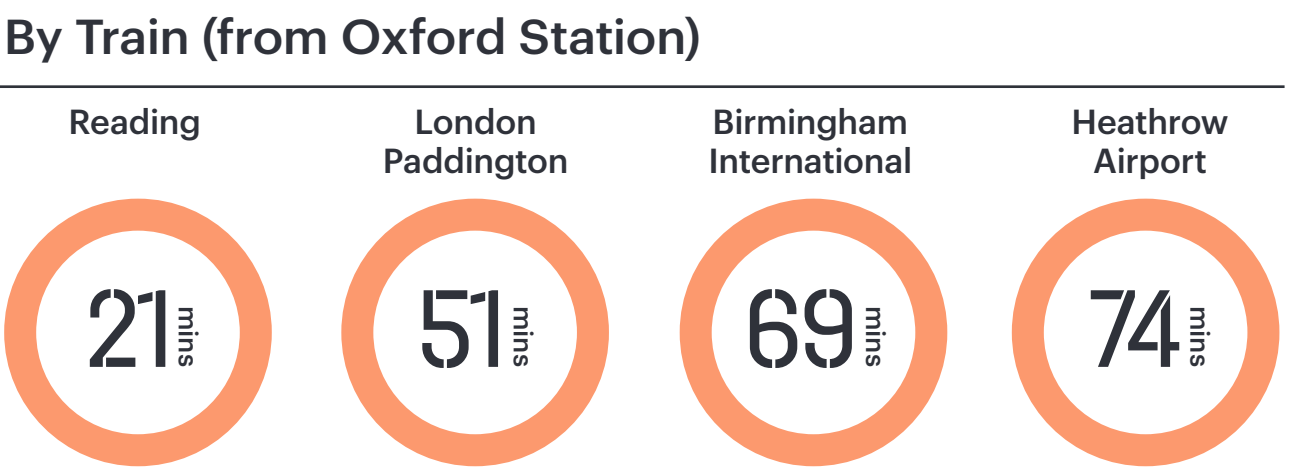 By Train (from Oxford Station)
Reading
London
Paddington
Birmingham
International
Heathrow
Airport
21 mins
51 mins
69 mins
74 mins